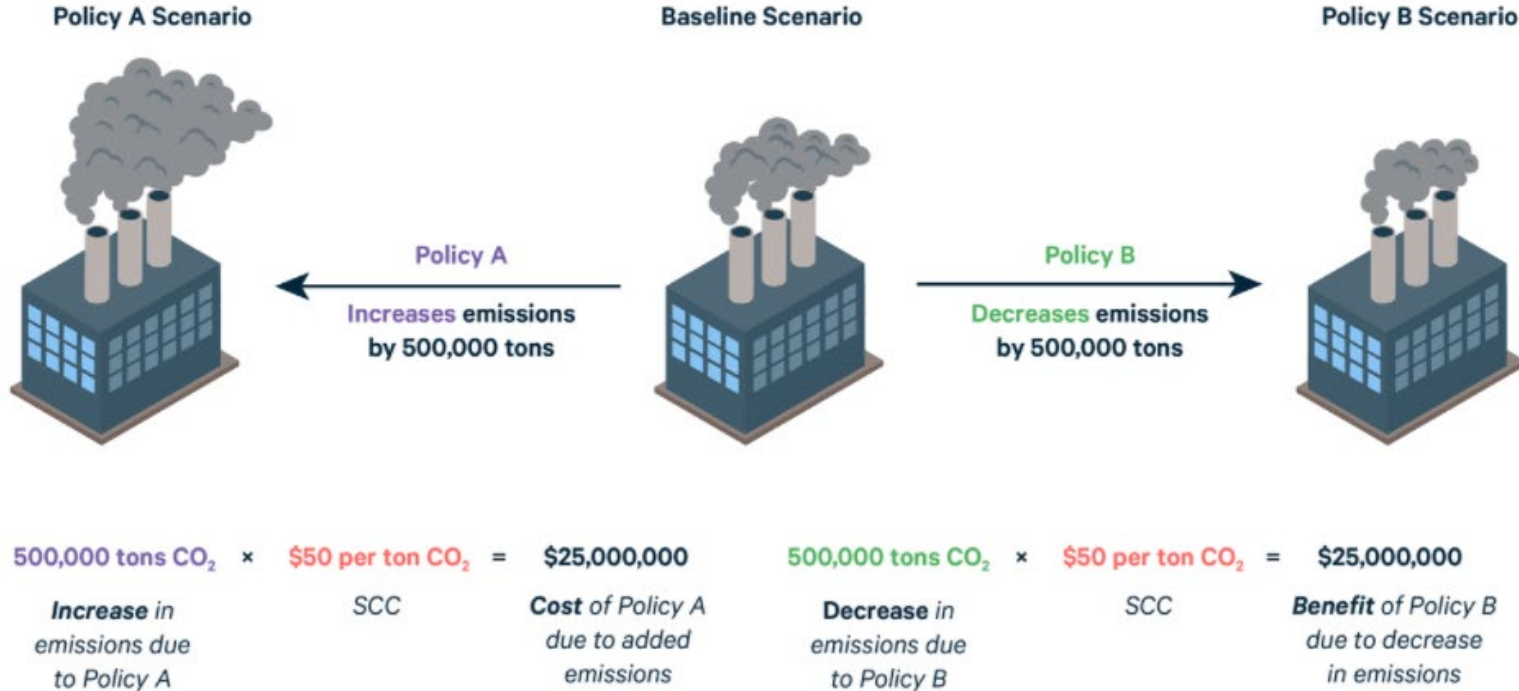 Policy A Scenario
Baseline Scenario
Policy B Scenario
Policy A
Increases emissions
by 500,000 tons
Policy B
Decreases emissions
by 500,000 tons
500,000 tons CO₂ × $50 per ton CO₂ = $25,000,000
Increase in
emissions due
to Policy A
SCC
Cost of Policy A
due to added
emissions
500,000 tons CO₂ × $50 per ton CO₂ = $25,000,000
Decrease in
emissions due
to Policy B
SCC
Benefit of Policy B
due to decrease
in emissions